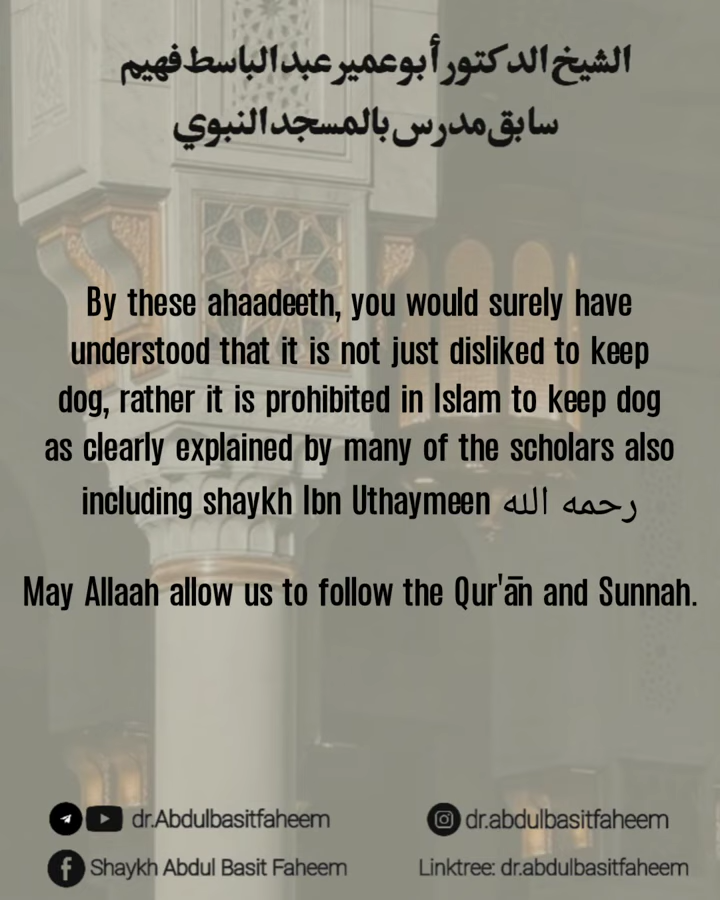 الشيخ الدكتور أبو عمير عبد الباسط فهيم
سابق مدرس بالمسجد النبوي
By these ahaadeeth, you would surely have
understood that it is not just disliked to keep
dog, rather it is prohibited in Islam to keep dog
as clearly explained by many of the scholars also
including shaykh Ibn Uthaymeen رحمه الله
May Allaah allow us to follow the Qur'ān and Sunnah.
dr.Abdulbasitfaheem
dr.abdulbasitfaheem
Shaykh Abdul Basit Faheem
Linktree: dr.abdulbasitfaheem